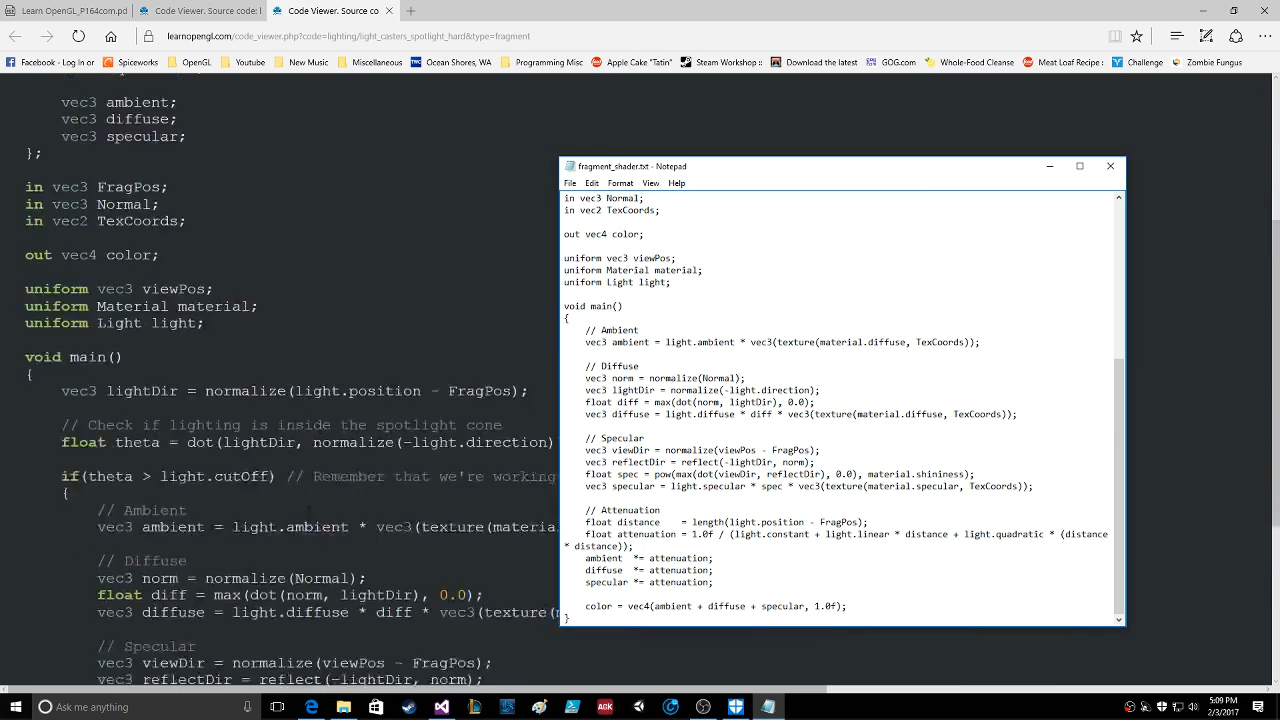 Learn OpenGL_P164com.pd
Code Viewer. Source code: l
Code Viewer. Source co
learnopengl.com/code_viewer.php?code=lighting/light_casters_spotlight_hard&type=fragment
Facebook - Log In or
Spiceworks
OpenGL
Youtube
New Music
Miscellaneous
Ocean Shores, WA
Programming Misc
Apple Cake "Tatin"
Steam Workshop ::
Download the latest
GOG.com
Whole-Food Cleanse
Meat Loaf Recipe :
Challenge
Zombie Fungus
vec3 ambient;
vec3 diffuse;
vec3 specular;
};
in vec3 FragPos;
in vec3 Normal;
in vec2 TexCoords;
out vec4 color;
uniform vec3 viewPos;
uniform Material material;
uniform Light light;
void main()
{
vec3 lightDir = normalize(light.position - FragPos);
// Check if lighting is inside the spotlight cone
float theta = dot(lightDir, normalize(-light.direction)
if(theta > light.cutOff) // Remember that we're working
{
// Ambient
vec3 ambient = light.ambient * vec3(texture(material
// Diffuse
vec3 norm = normalize(Normal);
float diff = max(dot(norm, lightDir), 0.0);
vec3 diffuse = light.diffuse * diff * vec3(texture(
// Specular
vec3 viewDir = normalize(viewPos - FragPos);
vec3 reflectDir = reflect(-lightDir, norm);
fragment_shader.txt - Notepad
File Edit Format View Help
in vec3 Normal;
in vec2 TexCoords;
out vec4 color;
uniform vec3 viewPos;
uniform Material material;
uniform Light light;
void main()
{
// Ambient
vec3 ambient = light.ambient * vec3(texture(material.diffuse, TexCoords));
// Diffuse
vec3 norm = normalize(Normal);
vec3 lightDir = normalize(-light.direction);
float diff = max(dot(norm, lightDir), 0.0);
vec3 diffuse = light.diffuse * diff * vec3(texture(material.diffuse, TexCoords));
// Specular
vec3 viewDir = normalize(viewPos - FragPos);
vec3 reflectDir = reflect(-lightDir, norm);
float spec = pow(max(dot(viewDir, reflectDir), 0.0), material.shininess);
vec3 specular = light.specular * spec * vec3(texture(material.specular, TexCoords));
// Attenuation
float distance = length(light.position - FragPos);
float attenuation = 1.0f / (light.constant + light.linear * distance + light.quadratic * (distance
* distance));
ambient *= attenuation;
diffuse *= attenuation;
specular *= attenuation;
color = vec4(ambient + diffuse + specular, 1.0f);
}
Ask me anything
AGK
5:09 PM
2/3/2017